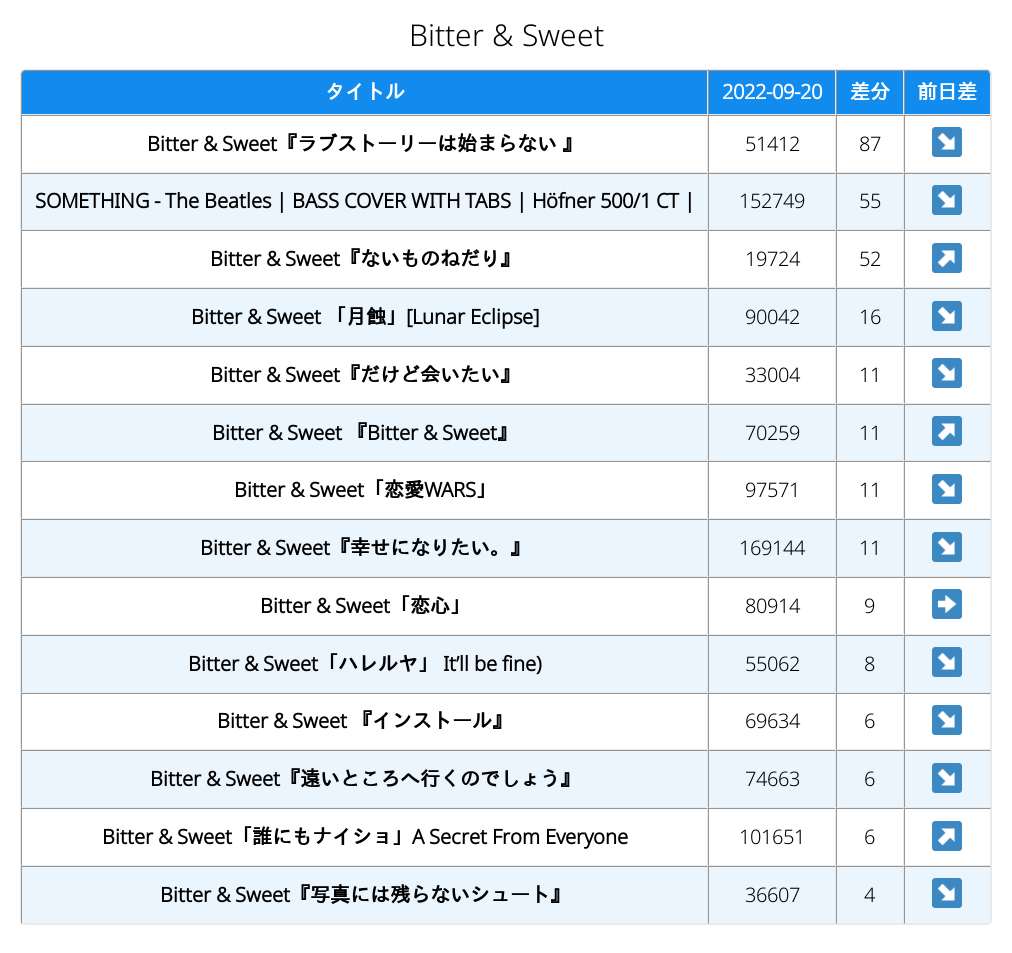 Bitter & Sweet
タイトル 2022-09-20 差分 前日差
Bitter & Sweet『ラブストーリーは始まらない 』 51412 87 ↘
SOMETHING - The Beatles | BASS COVER WITH TABS | Höfner 500/1 CT | 152749 55 ↘
Bitter & Sweet『ないものねだり』 19724 52 ↗
Bitter & Sweet 「月蝕」[Lunar Eclipse] 90042 16 ↘
Bitter & Sweet『だけど会いたい』 33004 11 ↘
Bitter & Sweet 『Bitter & Sweet』 70259 11 ↗
Bitter & Sweet「恋愛WARS」 97571 11 ↘
Bitter & Sweet『幸せになりたい。』 169144 11 ↘
Bitter & Sweet「恋心」 80914 9 ➡
Bitter & Sweet「ハレルヤ」 It’ll be fine) 55062 8 ↘
Bitter & Sweet 『インストール』 69634 6 ↘
Bitter & Sweet『遠いところへ行くのでしょう』 74663 6 ↘
Bitter & Sweet「誰にもナイショ」A Secret From Everyone 101651 6 ↗
Bitter & Sweet『写真には残らないシュート』 36607 4 ↘